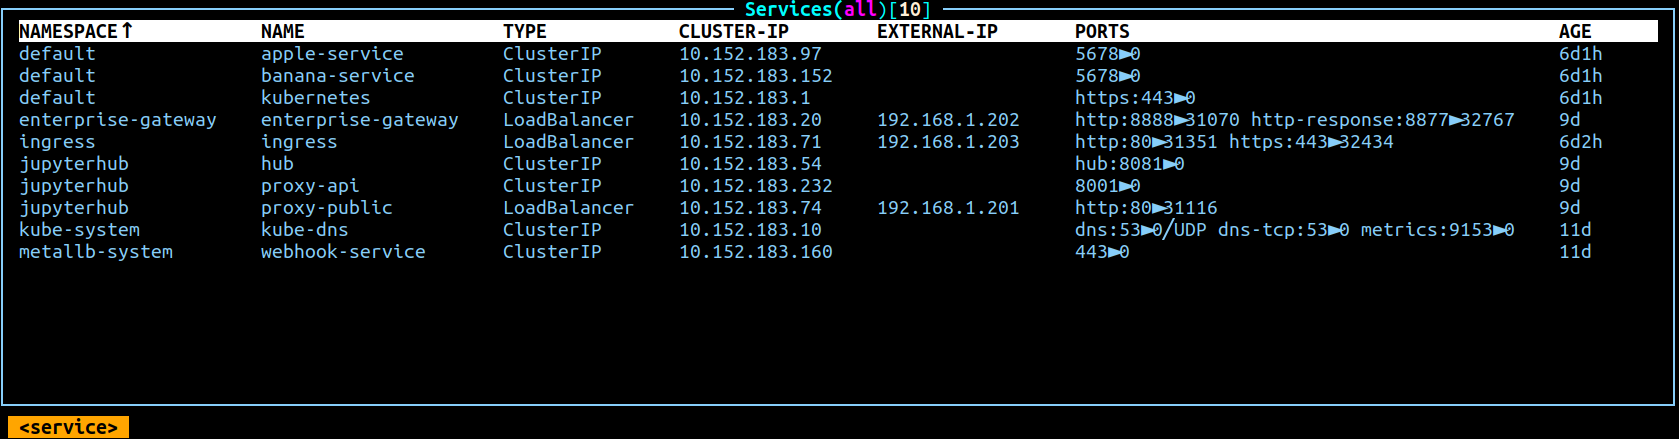 Services(all)[10]
NAMESPACE↑ NAME TYPE CLUSTER-IP EXTERNAL-IP PORTS AGE
default apple-service ClusterIP 10.152.183.97 5678►0 6d1h
default banana-service ClusterIP 10.152.183.152 5678►0 6d1h
default kubernetes ClusterIP 10.152.183.1 https:443►0 6d1h
enterprise-gateway enterprise-gateway LoadBalancer 10.152.183.20 192.168.1.202 http:8888►31070 http-response:8877►32767 9d
ingress ingress LoadBalancer 10.152.183.71 192.168.1.203 http:80►31351 https:443►32434 6d2h
jupyterhub hub ClusterIP 10.152.183.54 hub:8081►0 9d
jupyterhub proxy-api ClusterIP 10.152.183.232 8001►0 9d
jupyterhub proxy-public LoadBalancer 10.152.183.74 192.168.1.201 http:80►31116 9d
kube-system kube-dns ClusterIP 10.152.183.10 dns:53►0╱UDP dns-tcp:53►0 metrics:9153►0 11d
metallb-system webhook-service ClusterIP 10.152.183.160 443►0 11d
<service>